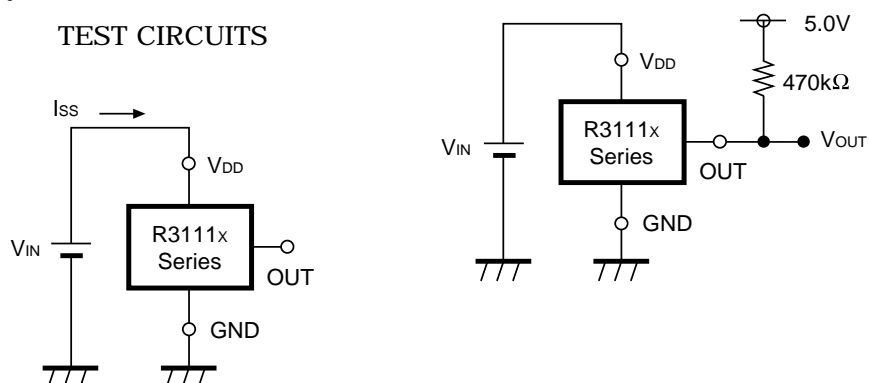 TEST CIRCUITS
ISS
VDD
VIN
R3111x
Series
OUT
GND
5.0V
470kΩ
VDD
VIN
R3111x
Series
OUT
VOUT
GND